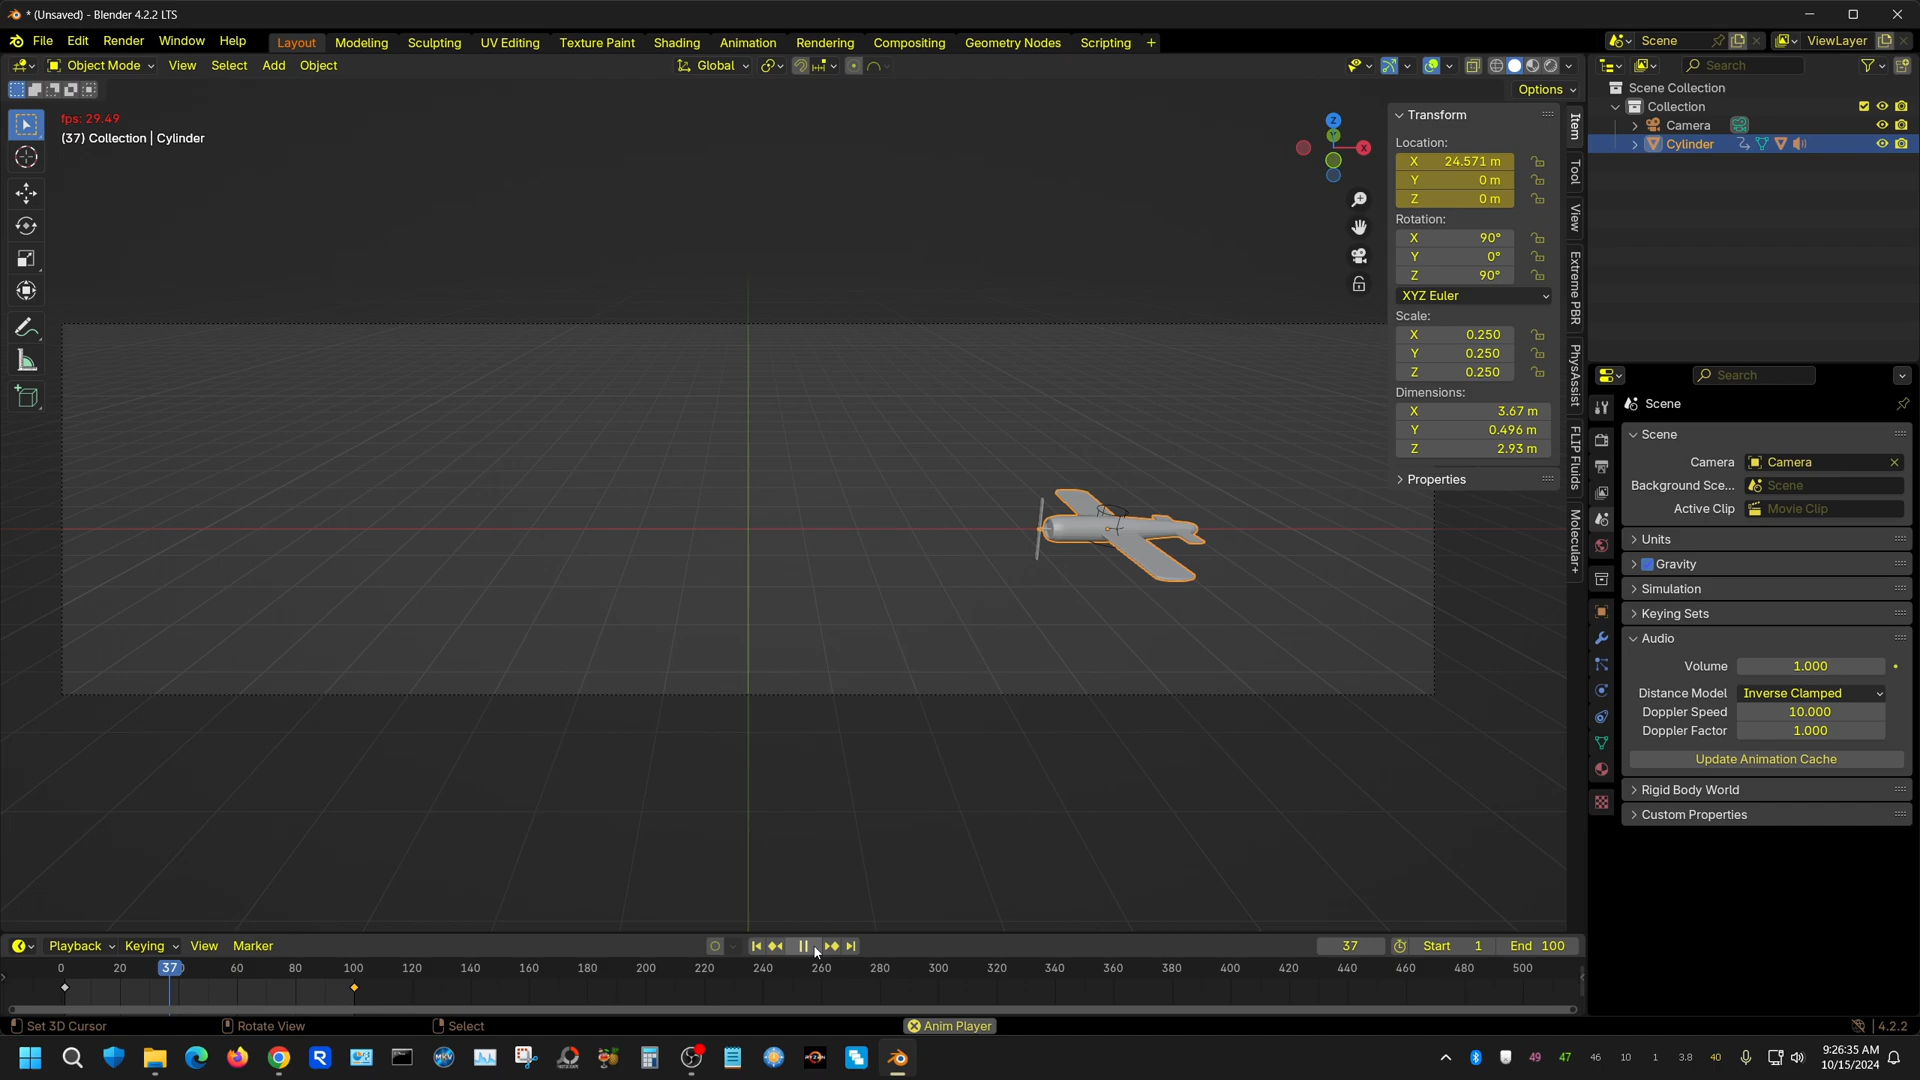 * (Unsaved) - Blender 4.2.2 LTS
File Edit Render Window Help Layout Modeling Sculpting UV Editing Texture Paint Shading Animation Rendering Compositing Geometry Nodes Scripting + Scene ViewLayer
Object Mode View Select Add Object Global Search
Options
fps: 29.49
(37) Collection | Cylinder
Z
X
Transform
Location:
X 24.571 m
Y 0 m
Z 0 m
Rotation:
X 90°
Y 0°
Z 90°
XYZ Euler
Scale:
X 0.250
Y 0.250
Z 0.250
Dimensions:
X 3.67 m
Y 0.496 m
Z 2.93 m
Properties
Item
Tool
View
Extreme PBR
PhysAssist
FLIP Fluids
Molecular+
Scene Collection
Collection
Camera
Cylinder
Search
Scene
Scene
Camera Camera
Background Sce... Scene
Active Clip Movie Clip
Units
Gravity
Simulation
Keying Sets
Audio
Volume 1.000
Distance Model Inverse Clamped
Doppler Speed 10.000
Doppler Factor 1.000
Update Animation Cache
Rigid Body World
Custom Properties
Playback Keying View Marker 37 Start 1 End 100
0 20 37 60 80 100 120 140 160 180 200 220 240 260 280 300 320 340 360 380 400 420 440 460 480 500
Set 3D Cursor Rotate View Select Anim Player 4.2.2
49 47 46 10 1 3.8 40 9:26:35 AM
10/15/2024